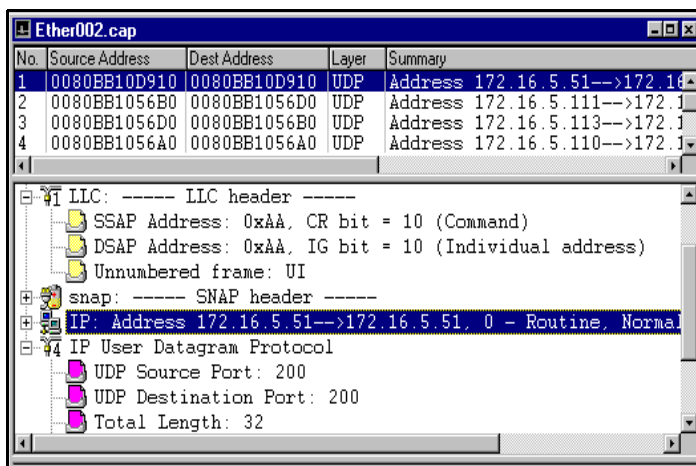 Ether002.cap
No. Source Address Dest Address Layer Summary
1 0080BB10D910 0080BB10D910 UDP Address 172.16.5.51-->172.16
2 0080BB1056B0 0080BB1056D0 UDP Address 172.16.5.111-->172.1
3 0080BB1056D0 0080BB1056B0 UDP Address 172.16.5.113-->172.1
4 0080BB1056A0 0080BB1056A0 UDP Address 172.16.5.110-->172.1
LLC: ----- LLC header -----
SSAP Address: 0xAA, CR bit = 10 (Command)
DSAP Address: 0xAA, IG bit = 10 (Individual address)
Unnumbered frame: UI
snap: ----- SNAP header -----
IP: Address 172.16.5.51-->172.16.5.51, 0 - Routine, Normal
IP User Datagram Protocol
UDP Source Port: 200
UDP Destination Port: 200
Total Length: 32